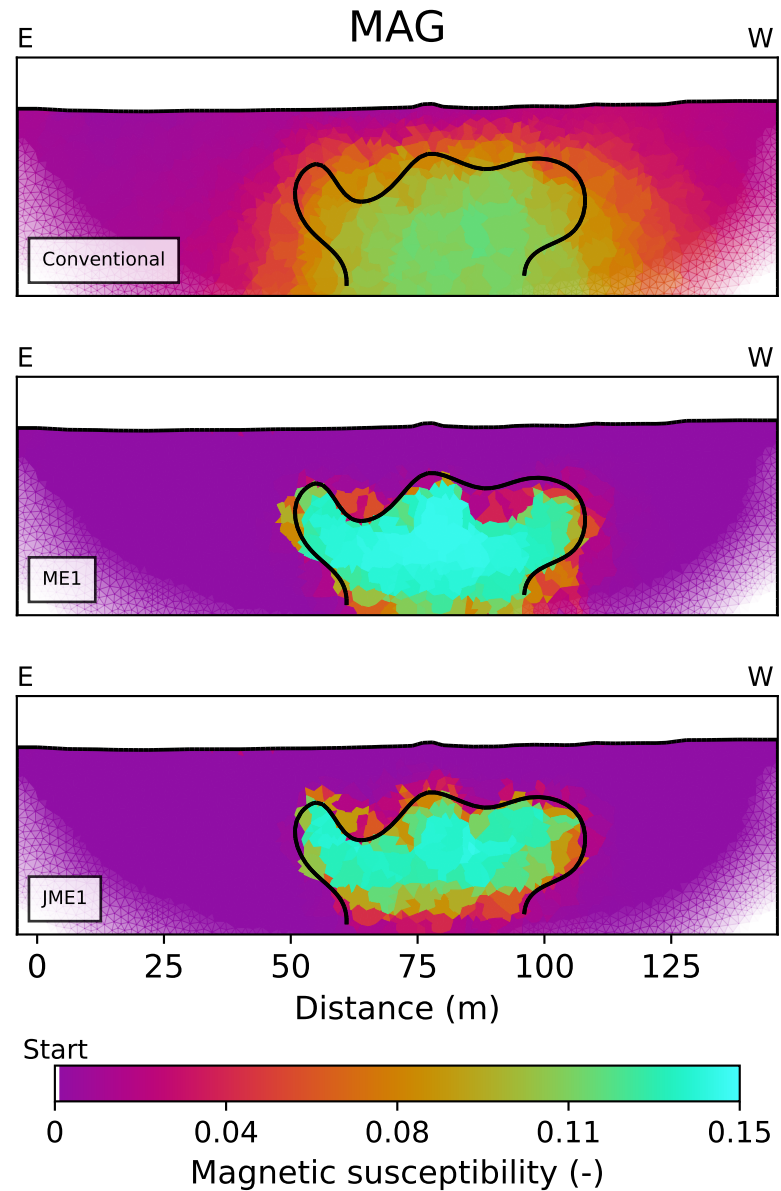 MAG
E W
Conventional
E W
ME1
E W
JME1
0 25 50 75 100 125
Distance (m)
Start
0 0.04 0.08 0.11 0.15
Magnetic susceptibility (-)